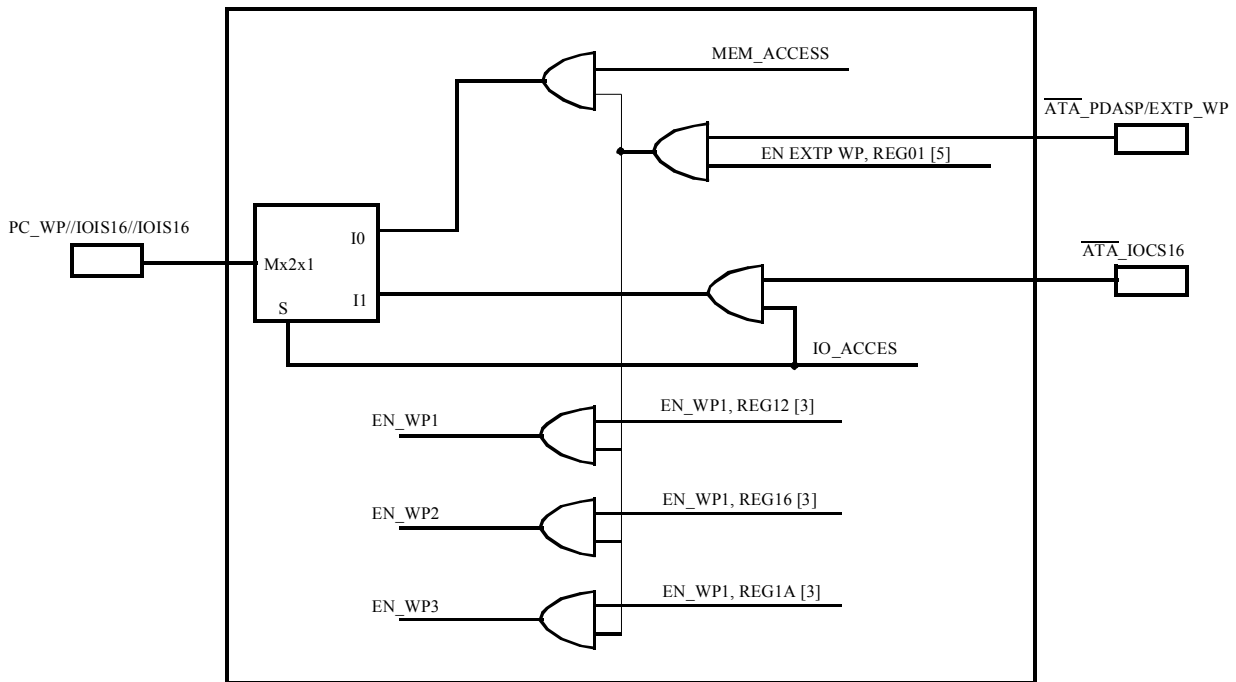 MEM_ACCESS
ATA_PDASP/EXTP_WP
EN EXTP WP, REG01 [5]
PC_WP//IOIS16//IOIS16
I0
ATA_IOCS16
Mx2x1
I1
S
IO_ACCES
EN_WP1, REG12 [3]
EN_WP1
EN_WP1, REG16 [3]
EN_WP2
EN_WP1, REG1A [3]
EN_WP3